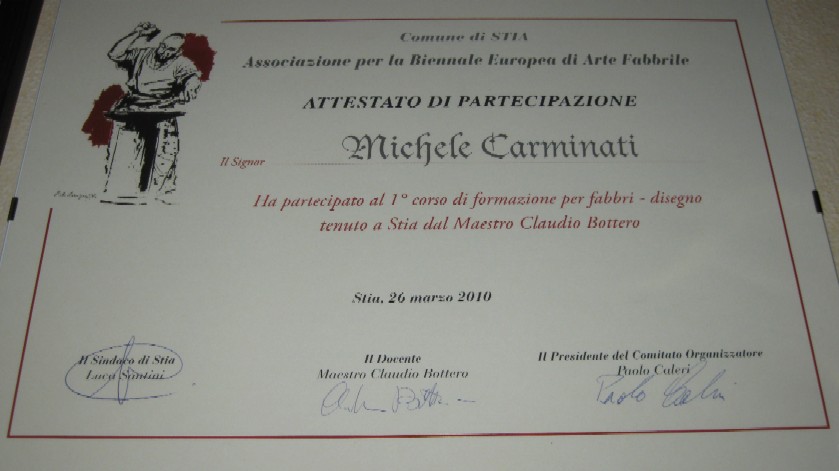 Comune di STIA
Associazione per la Biennale Europea di Arte Fabbrile
ATTESTATO DI PARTECIPAZIONE
Il Signor Michele Carminati
Ha partecipato al 1° corso di formazione per fabbri - disegno
tenuto a Stia dal Maestro Claudio Bottero
Stia, 26 marzo 2010
Il Sindaco di Stia
Luca Santini
Il Docente
Maestro Claudio Bottero
Il Presidente del Comitato Organizzatore
Paolo Caleri
Paolo Caleri